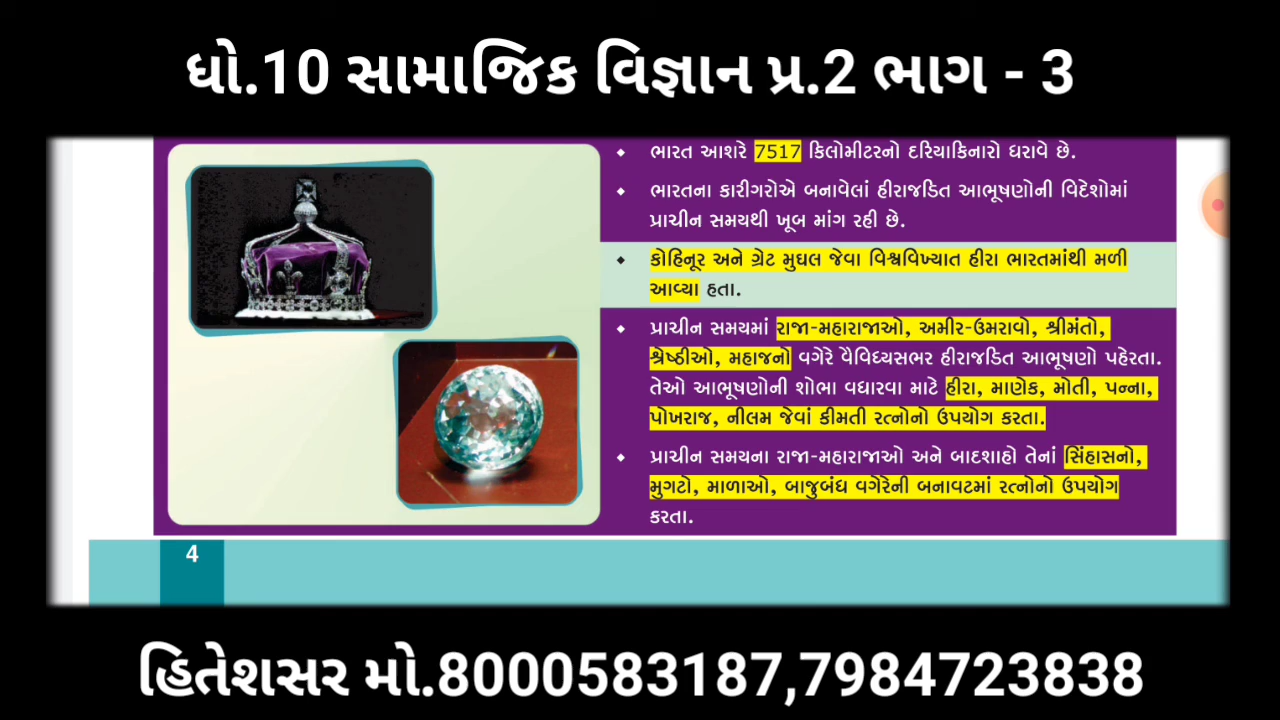 ધો.10 સામાજિક વિજ્ઞાન પ્ર.2 ભાગ - 3
ભારત આશરે 7517 કિલોમીટરનો દરિયાકિનારો ધરાવે છે.
ભારતના કારીગરોએ બનાવેલાં હીરાજડિત આભૂષણોની વિદેશોમાં
પ્રાચીન સમયથી ખૂબ માંગ રહી છે.
કોહિનૂર અને ગ્રેટ મુઘલ જેવા વિશ્વવિખ્યાત હીરા ભારતમાંથી મળી
આવ્યા હતા.
પ્રાચીન સમયમાં રાજા-મહારાજાઓ, અમીર-ઉમરાવો, શ્રીમંતો,
શ્રેષ્ઠીઓ, મહાજનો વગેરે વૈવિધ્યસભર હીરાજડિત આભૂષણો પહેરતા.
તેઓ આભૂષણોની શોભા વધારવા માટે હીરા, માણેક, મોતી, પન્ના,
પોખરાજ, નીલમ જેવાં કીમતી રત્નોનો ઉપયોગ કરતા.
પ્રાચીન સમયના રાજા-મહારાજાઓ અને બાદશાહો તેનાં સિંહાસનો,
મુગટો, માળાઓ, બાજુબંધ વગેરેની બનાવટમાં રત્નોનો ઉપયોગ
કરતા.
4
હિતેશસર મો.8000583187,7984723838